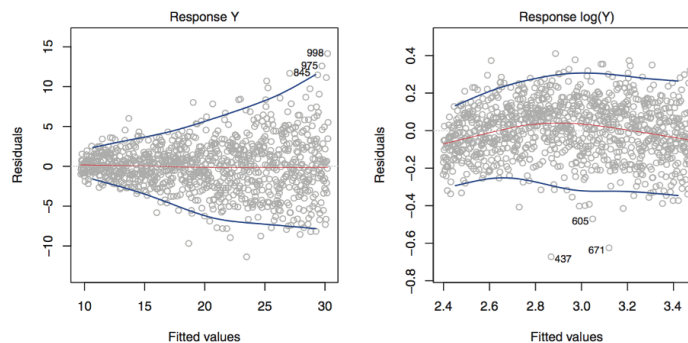 Response Y
998
975
845
15
10
5
0
−5
−10
Residuals
10 15 20 25 30
Fitted values
Response log(Y)
0.4
0.2
0.0
−0.2
−0.4
−0.6
−0.8
Residuals
605
671
437
2.4 2.6 2.8 3.0 3.2 3.4
Fitted values